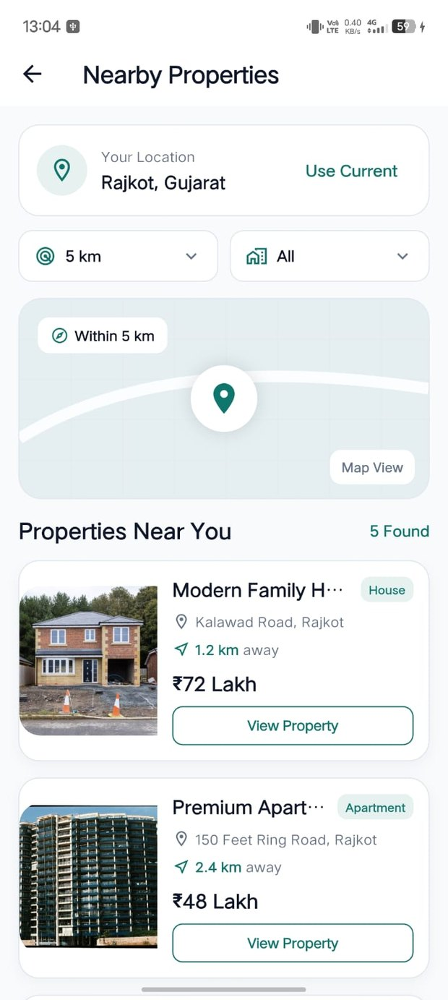 13:04
Vo)) 0.40 4G 59
LTE KB/s
Nearby Properties
Your Location
Rajkot, Gujarat
Use Current
5 km
All
Within 5 km
Map View
Properties Near You
5 Found
Modern Family H···
House
Kalawad Road, Rajkot
1.2 km away
₹72 Lakh
View Property
Premium Apart···
Apartment
150 Feet Ring Road, Rajkot
2.4 km away
₹48 Lakh
View Property